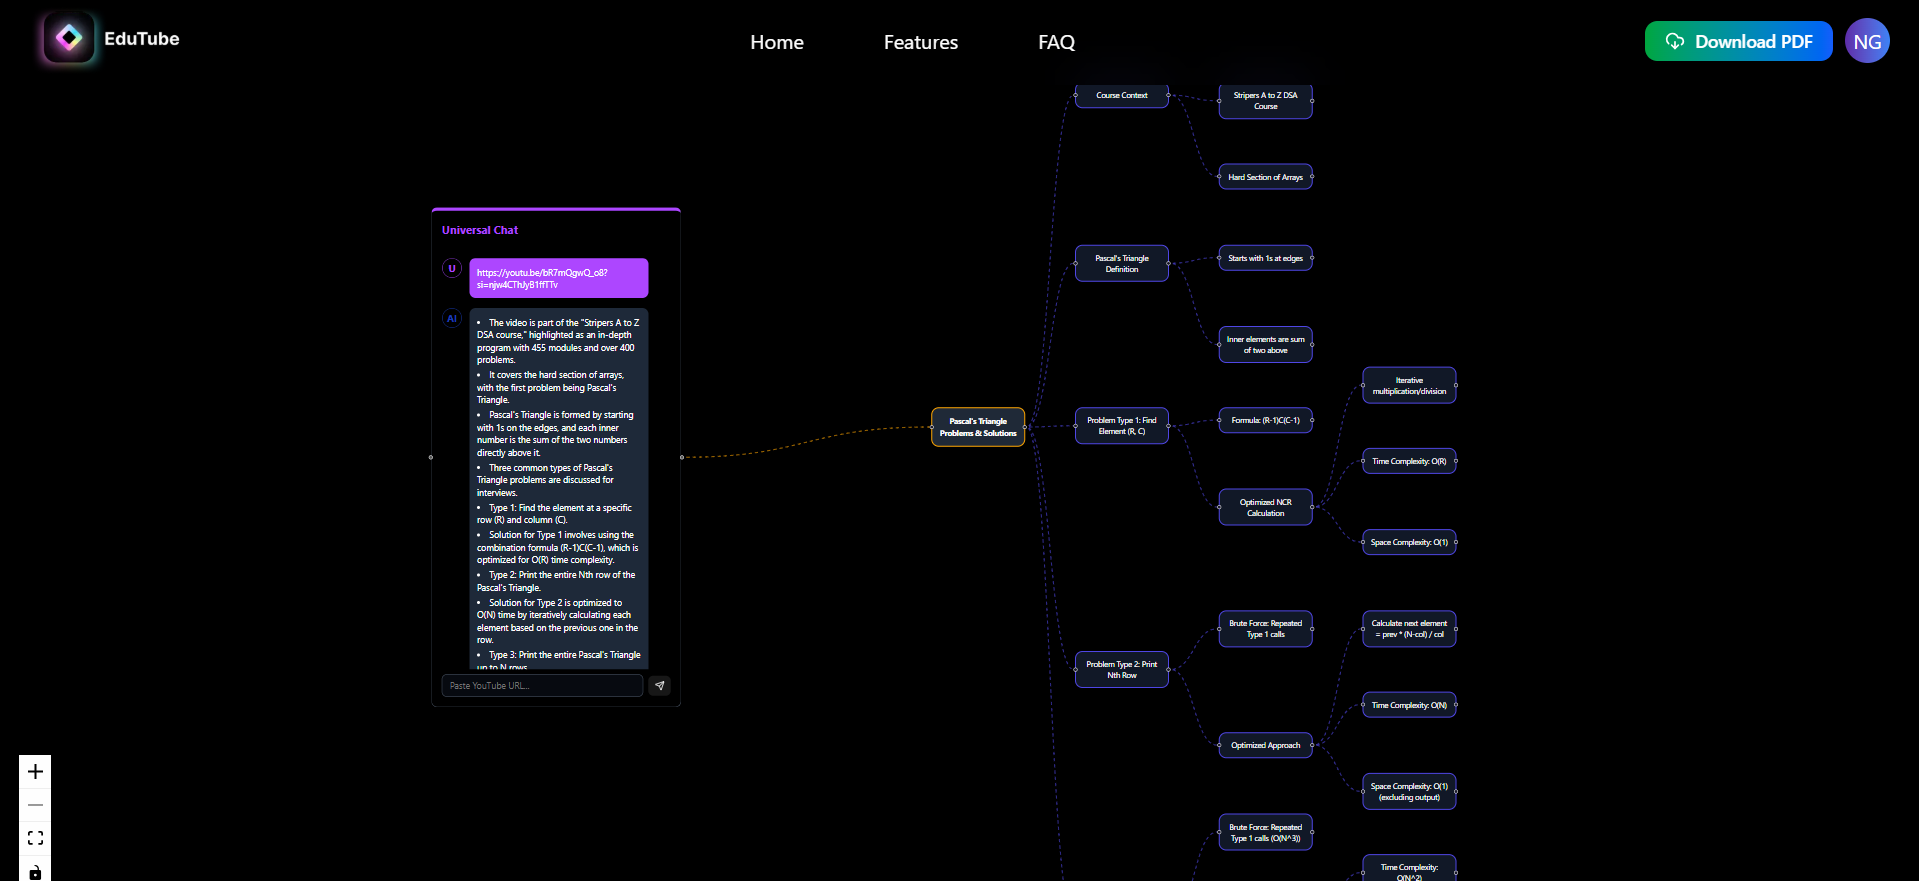 EduTube
Home
Features
FAQ
Download PDF
NG
Universal Chat
U
https://youtu.be/bR7mQgwQ_o8?
si=njw4CThJyB1ffTTv
AI
• The video is part of the "Stripers A to Z
DSA course," highlighted as an in-depth
program with 455 modules and over 400
problems.
• It covers the hard section of arrays,
with the first problem being Pascal's
Triangle.
• Pascal's Triangle is formed by starting
with 1s on the edges, and each inner
number is the sum of the two numbers
directly above it.
• Three common types of Pascal's
Triangle problems are discussed for
interviews.
• Type 1: Find the element at a specific
row (R) and column (C).
• Solution for Type 1 involves using the
combination formula (R-1)C(C-1), which is
optimized for O(R) time complexity.
• Type 2: Print the entire Nth row of the
Pascal's Triangle.
• Solution for Type 2 is optimized to
O(N) time by iteratively calculating each
element based on the previous one in the
row.
• Type 3: Print the entire Pascal's Triangle
up to N rows
Paste YouTube URL...
Pascal's Triangle
Problems & Solutions
Course Context
Stripers A to Z DSA
Course
Hard Section of Arrays
Pascal's Triangle
Definition
Starts with 1s at edges
Inner elements are sum
of two above
Problem Type 1: Find
Element (R, C)
Formula: (R-1)C(C-1)
Optimized NCR
Calculation
Iterative
multiplication/division
Time Complexity: O(R)
Space Complexity: O(1)
Problem Type 2: Print
Nth Row
Brute Force: Repeated
Type 1 calls
Optimized Approach
Calculate next element
= prev * (N-col) / col
Time Complexity: O(N)
Space Complexity: O(1)
(excluding output)
Brute Force: Repeated
Type 1 calls (O(N^3))
Time Complexity:
O(N^2)